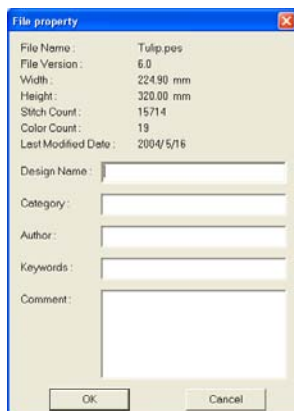 File property
File Name : Tulip.pes
File Version : 6.0
Width : 224.90 mm
Height : 320.00 mm
Stitch Count : 15714
Color Count : 19
Last Modified Date : 2004/5/16
Design Name :
Category :
Author :
Keywords :
Comment :
OK Cancel